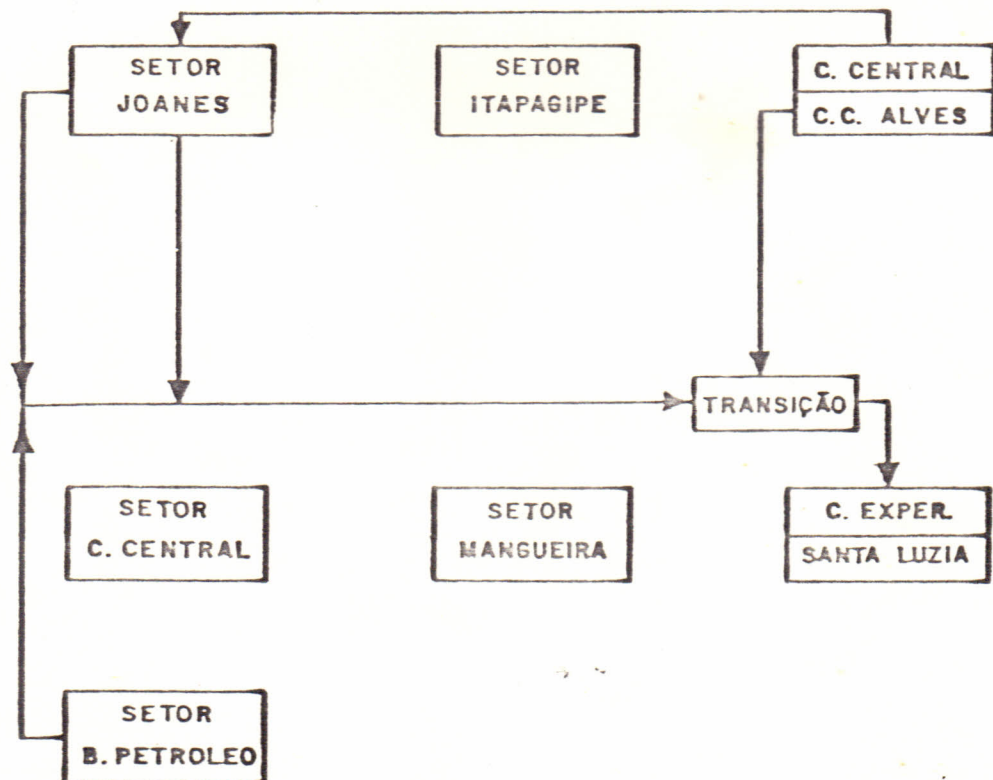 SETOR
JOANES
SETOR
ITAPAGIPE
C. CENTRAL
C.C. ALVES
TRANSIÇÃO
SETOR
C. CENTRAL
SETOR
MANGUEIRA
C. EXPER.
SANTA LUZIA
SETOR
B. PETROLEO